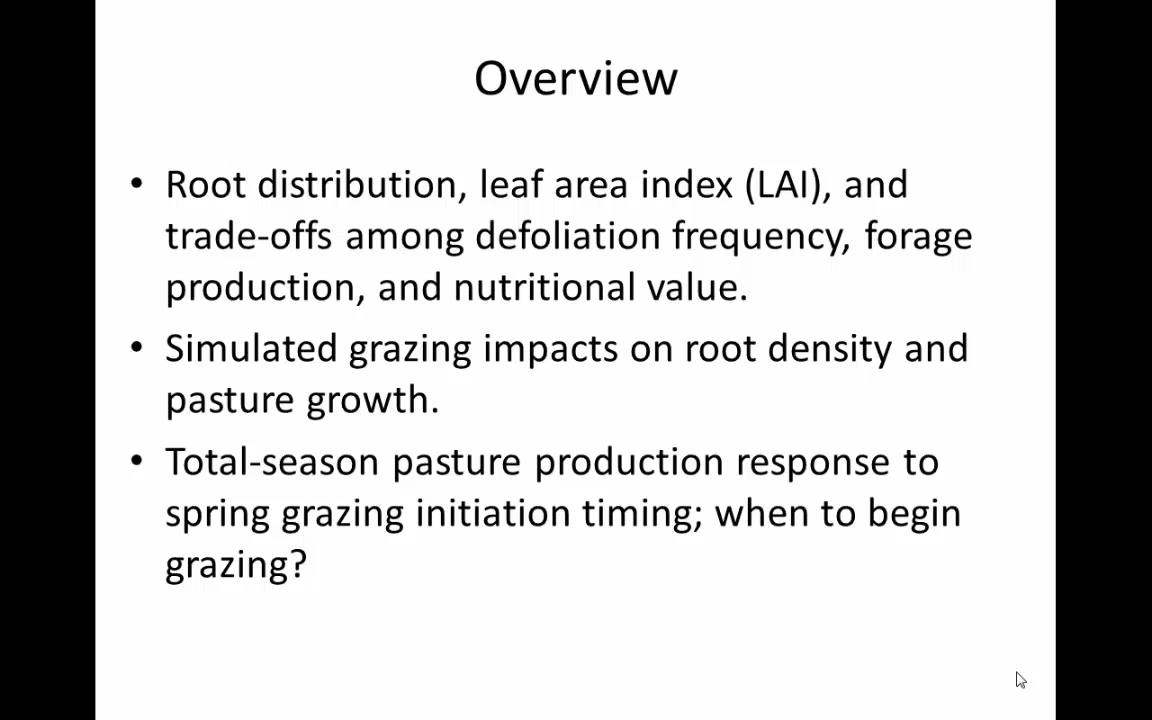 Overview
• Root distribution, leaf area index (LAI), and
trade-offs among defoliation frequency, forage
production, and nutritional value.
• Simulated grazing impacts on root density and
pasture growth.
• Total-season pasture production response to
spring grazing initiation timing; when to begin
grazing?